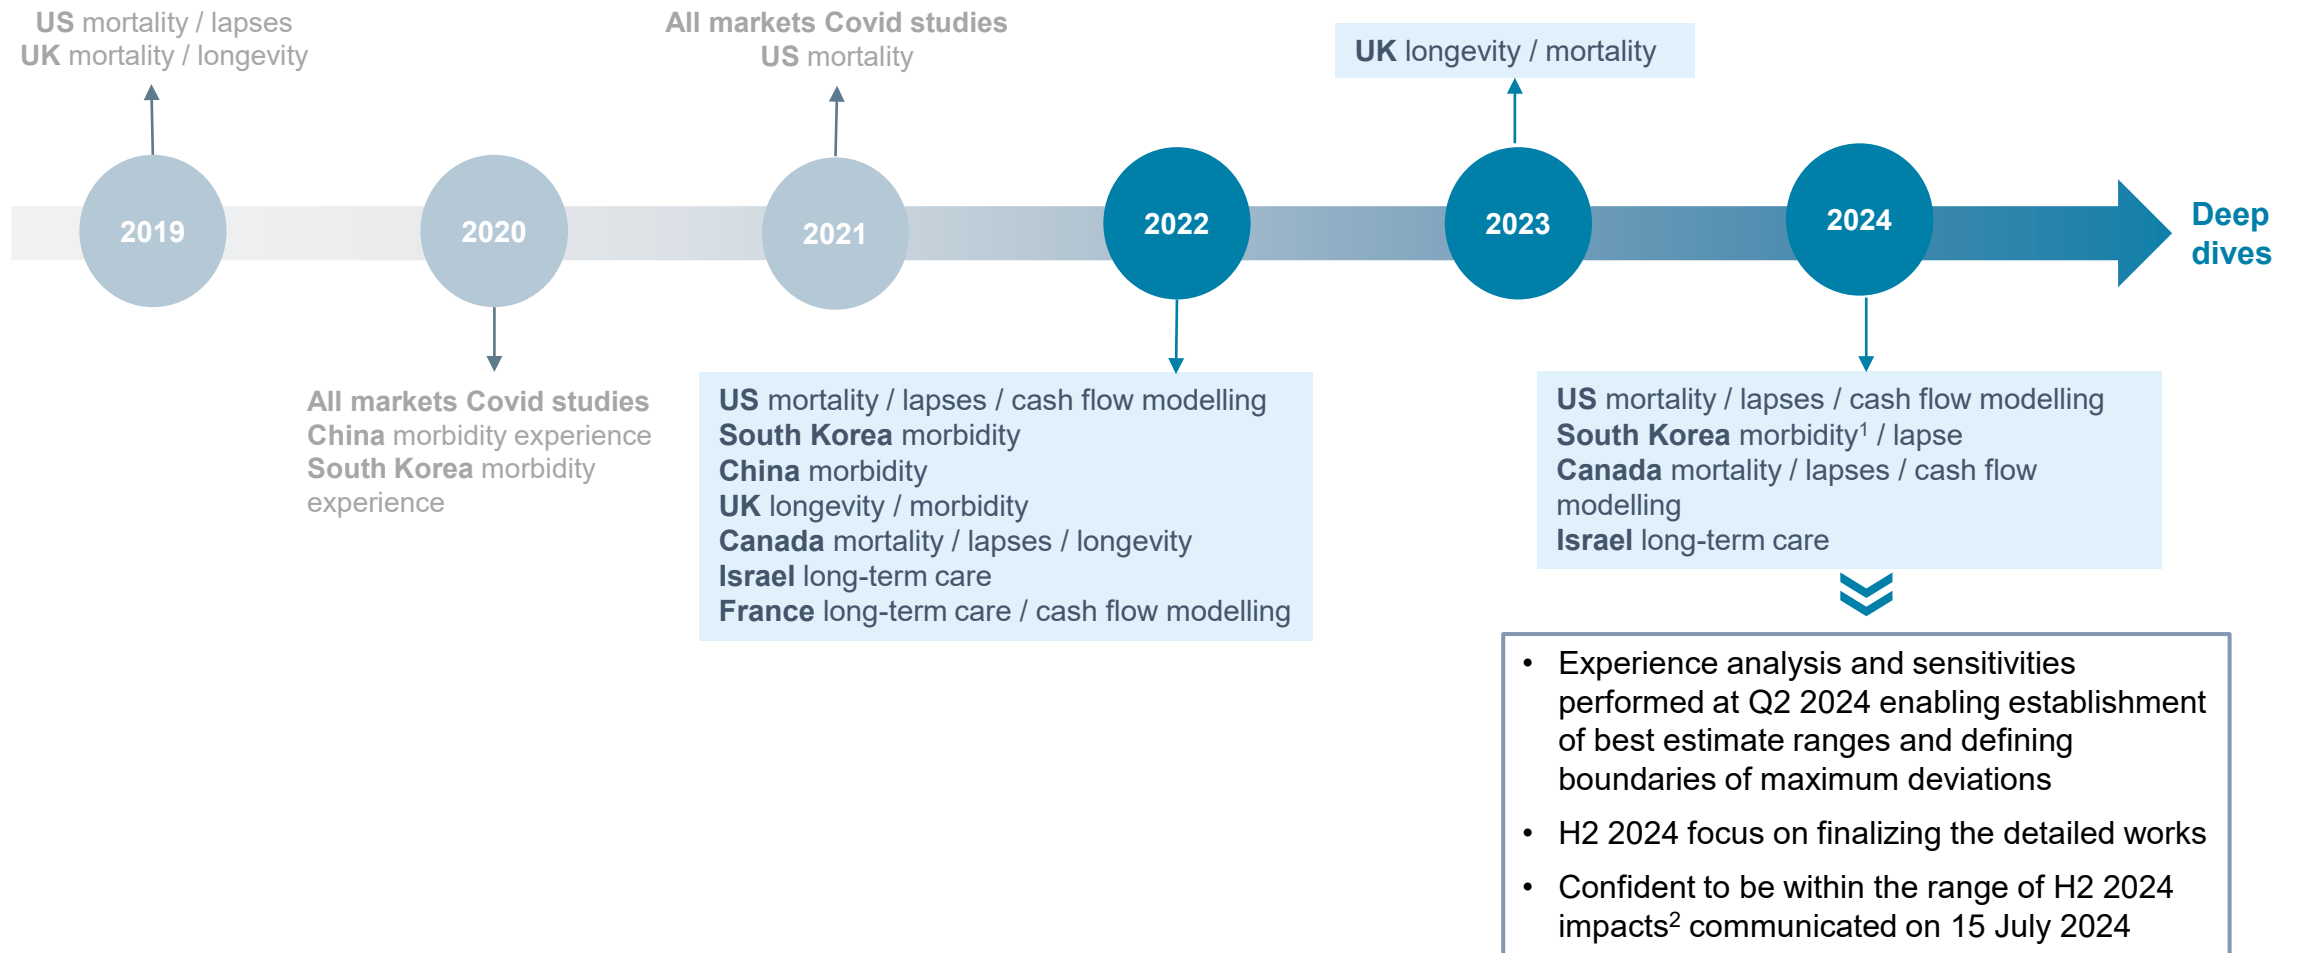 US mortality / lapses
UK mortality / longevity
All markets Covid studies
US mortality
UK longevity / mortality
2019
2020
2021
2022
2023
2024
Deep
dives
All markets Covid studies
China morbidity experience
South Korea morbidity
experience
US mortality / lapses / cash flow modelling
South Korea morbidity
China morbidity
UK longevity / morbidity
Canada mortality / lapses / longevity
Israel long-term care
France long-term care / cash flow modelling
US mortality / lapses / cash flow modelling
South Korea morbidity¹ / lapse
Canada mortality / lapses / cash flow
modelling
Israel long-term care
• Experience analysis and sensitivities
performed at Q2 2024 enabling establishment
of best estimate ranges and defining
boundaries of maximum deviations
• H2 2024 focus on finalizing the detailed works
• Confident to be within the range of H2 2024
impacts² communicated on 15 July 2024